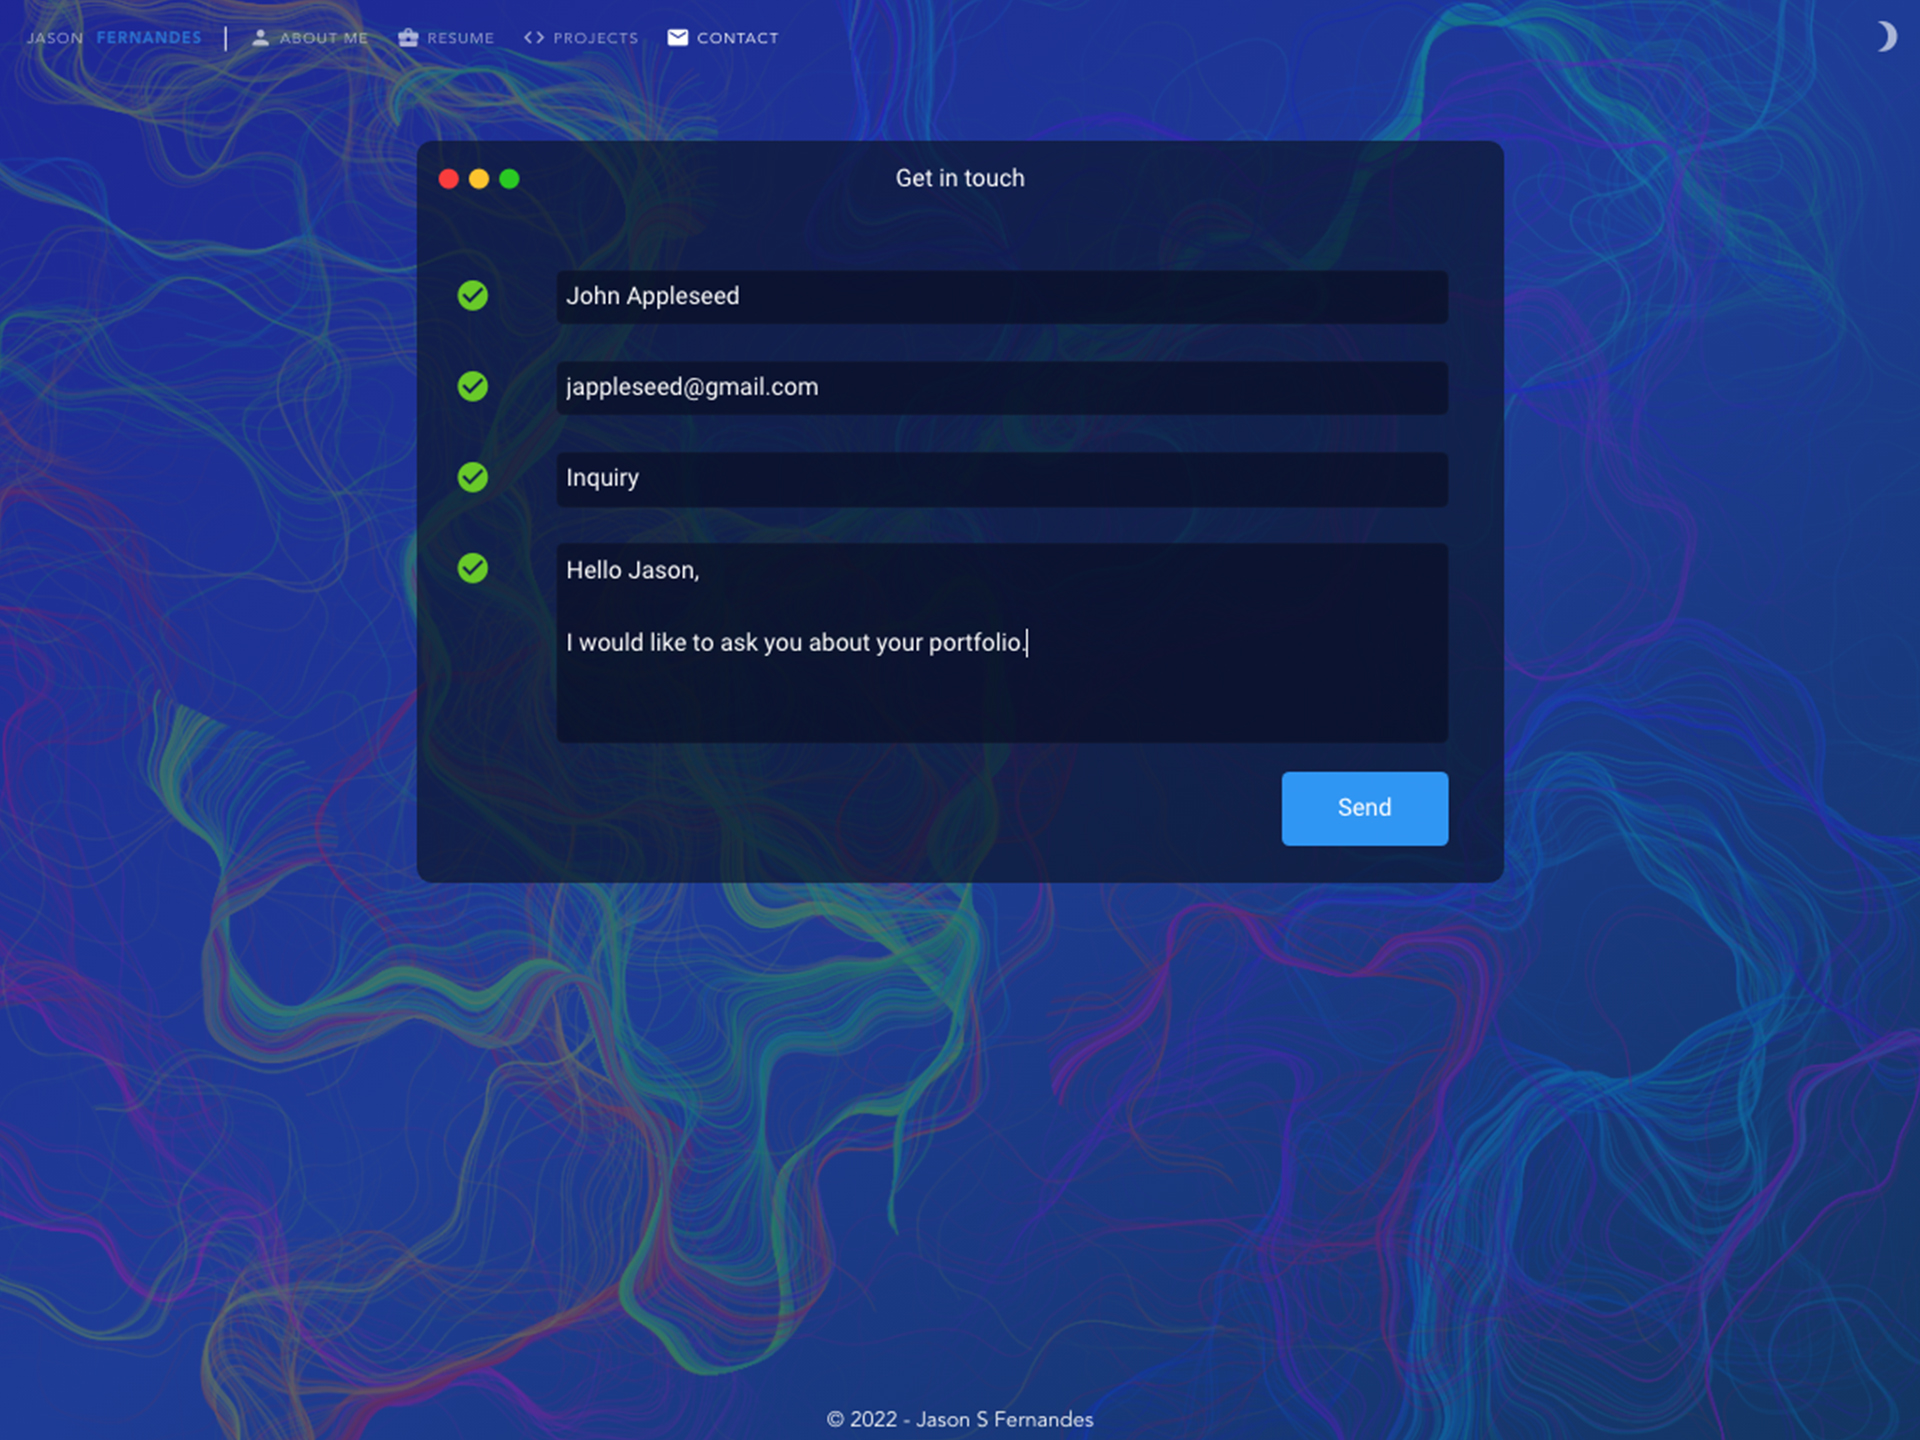 JASON FERNANDES | ABOUT ME RESUME <> PROJECTS CONTACT
Get in touch
John Appleseed
jappleseed@gmail.com
Inquiry
Hello Jason,
I would like to ask you about your portfolio.
Send
© 2022 - Jason S Fernandes